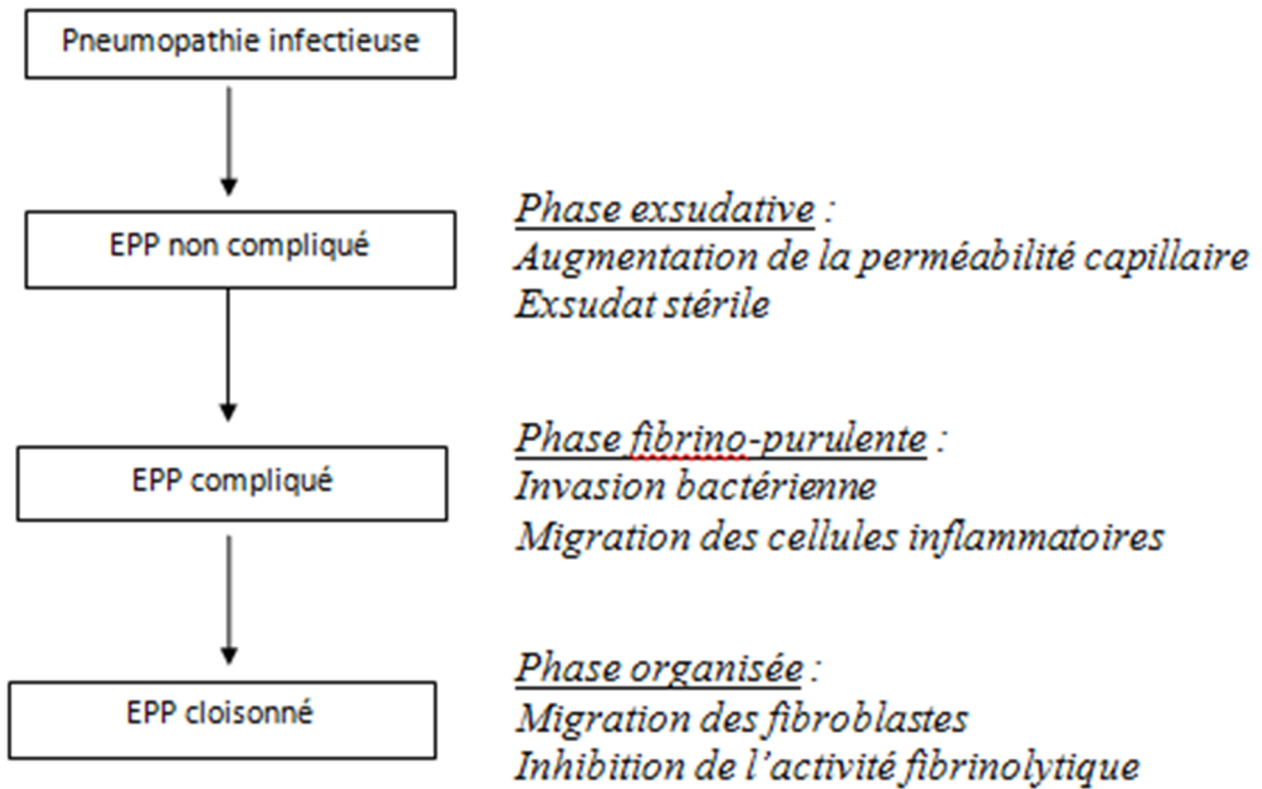 Pneumopathie infectieuse
EPP non compliqué
Phase exsudative :
Augmentation de la perméabilité capillaire
Exsudat stérile
EPP compliqué
Phase fibrino-purulente :
Invasion bactérienne
Migration des cellules inflammatoires
EPP cloisonné
Phase organisée :
Migration des fibroblastes
Inhibition de l’activité fibrinolytique